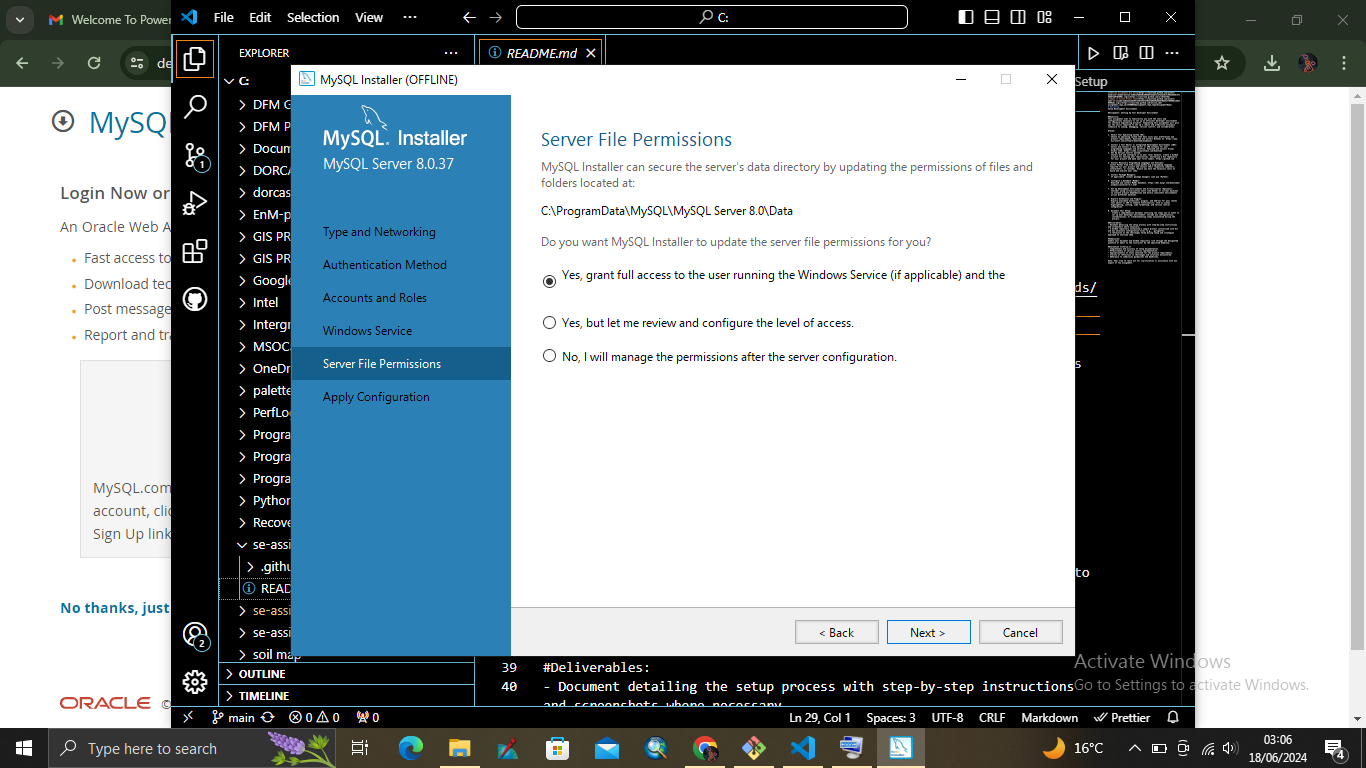 Welcome To Power
File Edit Selection View ···
C:
de
EXPLORER ···
README.md
MySQL Installer (OFFLINE)
Setup
C:
DFM G
DFM P
Docum
DORCA
dorcas
EnM-p
GIS PR
GIS PR
Google
Intel
Intergr
MSOC
OneDr
palette
PerfLo
Progra
Progra
Progra
Python
Recove
se-assi
.githu
READ
se-assi
se-assi
soil map
OUTLINE
TIMELINE
MySQL
Login Now or
An Oracle Web A
Fast access to
Download tec
Post message
Report and tra
MySQL.com
account, clic
Sign Up link
No thanks, just
ORACLE ©
MySQL. Installer
MySQL Server 8.0.37
Type and Networking
Authentication Method
Accounts and Roles
Windows Service
Server File Permissions
Apply Configuration
Server File Permissions
MySQL Installer can secure the server's data directory by updating the permissions of files and
folders located at:
C:\ProgramData\MySQL\MySQL Server 8.0\Data
Do you want MySQL Installer to update the server file permissions for you?
Yes, grant full access to the user running the Windows Service (if applicable) and the
Yes, but let me review and configure the level of access.
No, I will manage the permissions after the server configuration.
< Back Next > Cancel
ds/
s
to
39 #Deliverables:
40 - Document detailing the setup process with step-by-step instructions
and screenshots where necessary
Activate Windows
Go to Settings to activate Windows.
1
2
main 0 0 0 Ln 29, Col 1 Spaces: 3 UTF-8 CRLF Markdown Prettier
Type here to search
16°C
03:06
18/06/2024
4